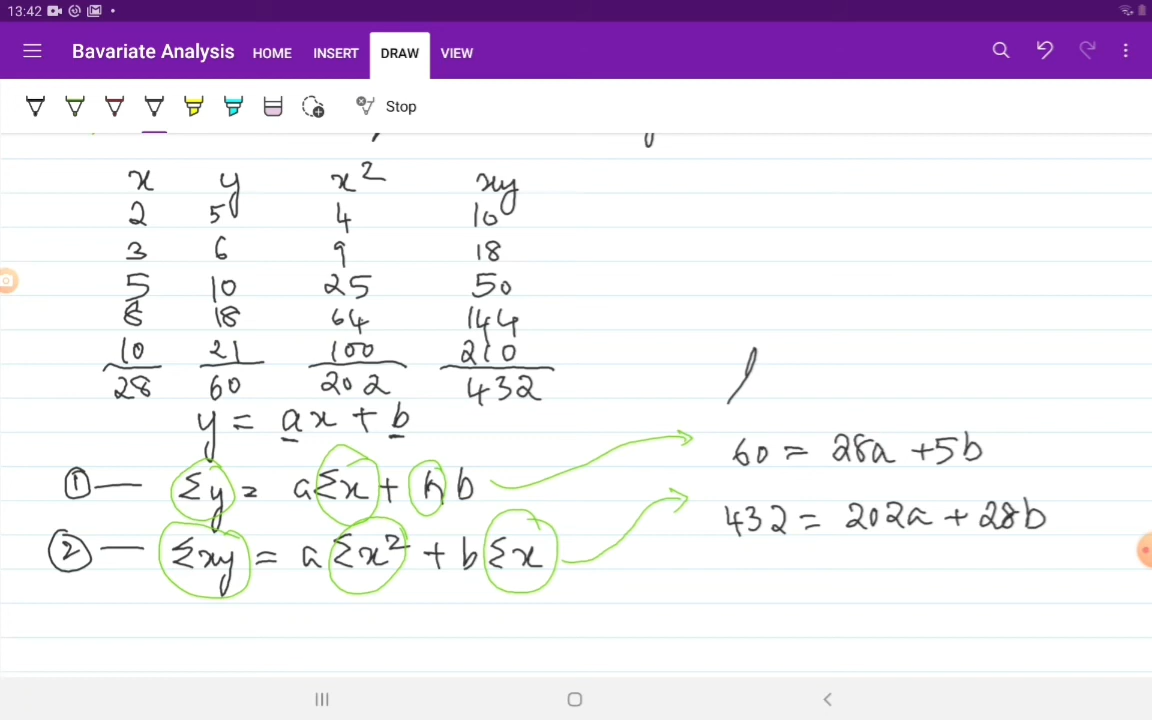 13:42
Bavariate Analysis HOME INSERT DRAW VIEW
Stop
x y x² xy
2 5 4 10
3 6 9 18
5 10 25 50
8 18 64 144
10 21 100 210
28 60 202 432
y = ax + b
① — Σy = aΣx + nb
60 = 28a + 5b
② — Σxy = aΣx² + bΣx
432 = 202a + 28b